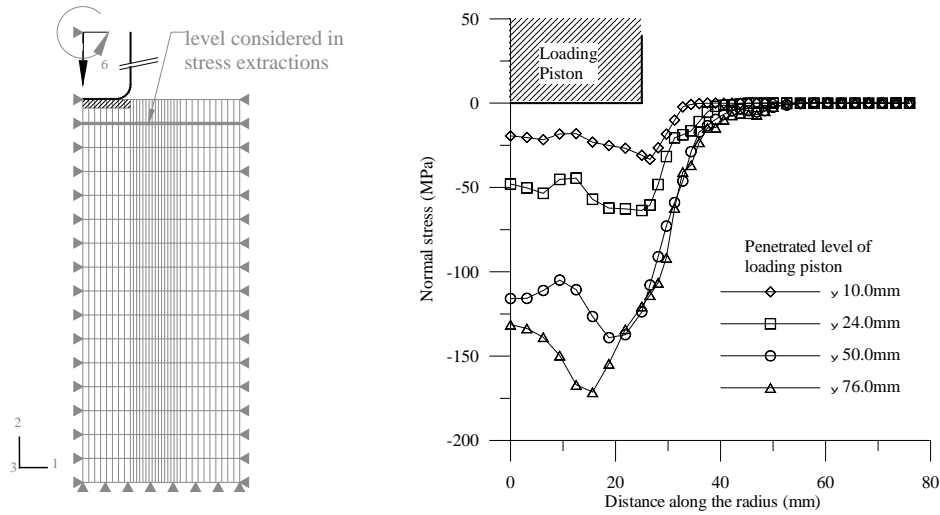 level considered in
stress extractions
6
2
3
1
50
0
-50
-100
-150
-200
Normal stress (MPa)
Loading
Piston
Penetrated level of
loading piston
y 10.0mm
y 24.0mm
y 50.0mm
y 76.0mm
0 20 40 60 80
Distance along the radius (mm)